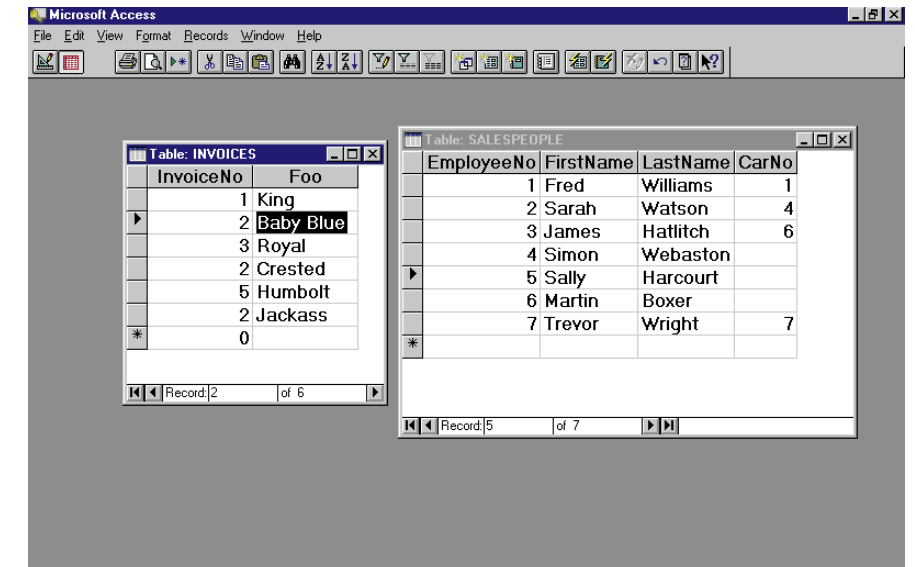 Microsoft Access
File Edit View Format Records Window Help
Table: INVOICES
InvoiceNo Foo
1 King
2 Baby Blue
3 Royal
2 Crested
5 Humbolt
2 Jackass
0
Record: 2 of 6
Table: SALESPEOPLE
EmployeeNo FirstName LastName CarNo
1 Fred Williams 1
2 Sarah Watson 4
3 James Hatlitch 6
4 Simon Webaston
5 Sally Harcourt
6 Martin Boxer
7 Trevor Wright 7
Record: 5 of 7